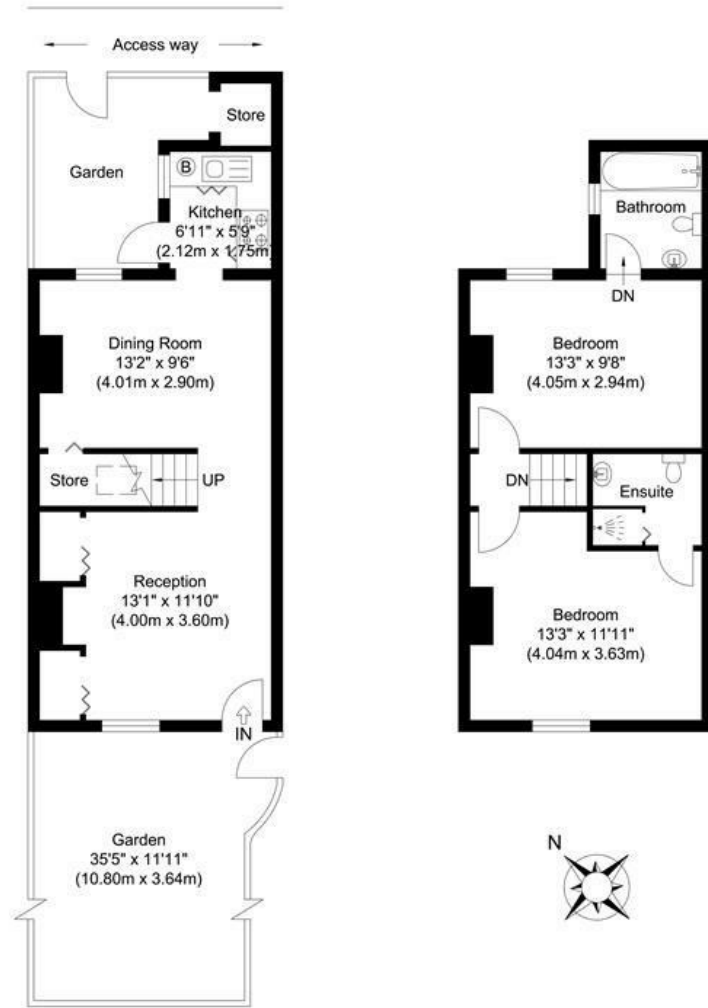 Access way
Store
Garden
B
Kitchen
6'11" x 5'9"
(2.12m x 1.75m)
Dining Room
13'2" x 9'6"
(4.01m x 2.90m)
Store
UP
Reception
13'1" x 11'10"
(4.00m x 3.60m)
IN
Garden
35'5" x 11'11"
(10.80m x 3.64m)
Bathroom
DN
Bedroom
13'3" x 9'8"
(4.05m x 2.94m)
DN
Ensuite
Bedroom
13'3" x 11'11"
(4.04m x 3.63m)
N